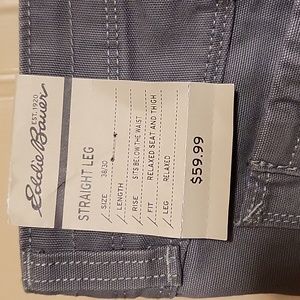 EST. 1920
Eddie Bauer
STRAIGHT LEG
SIZE 38/30
LENGTH
RISE SITS BELOW THE WAIST
FIT RELAXED SEAT AND THIGH
LEG RELAXED
$59.99